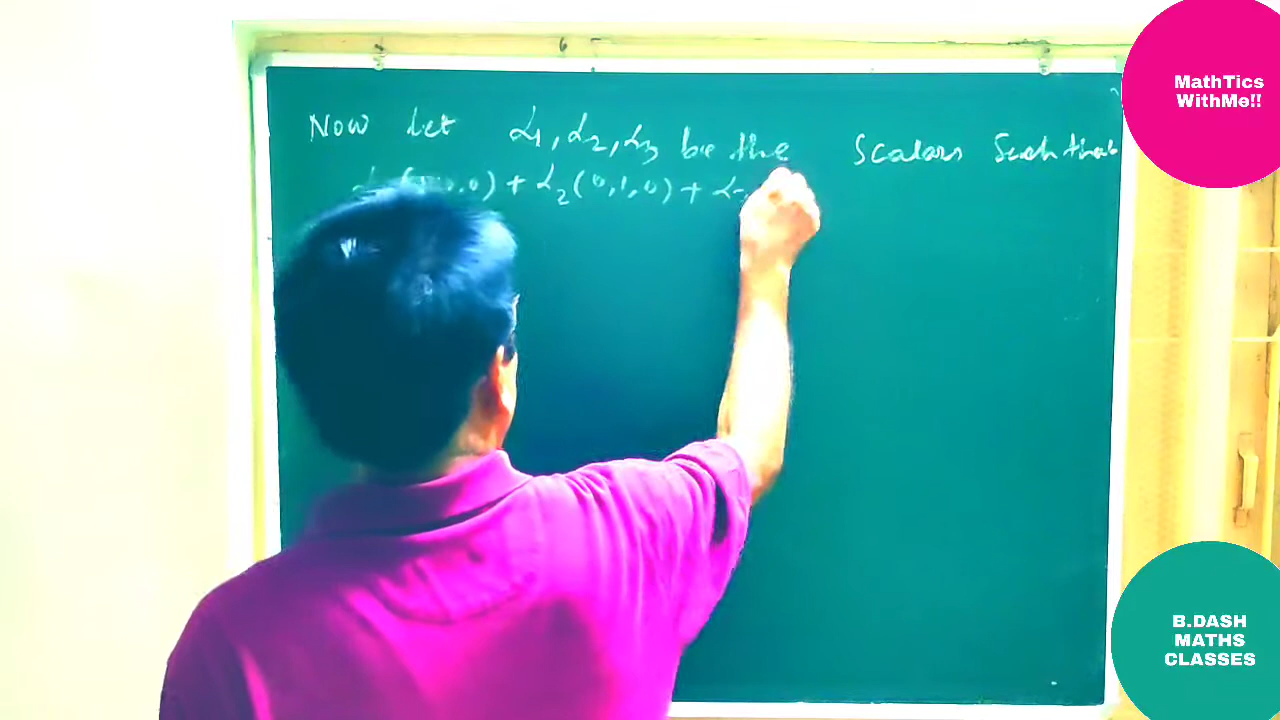 Now let α1, α2, α3 be the scalars such that
,0) + α2(0,1,0) + α
MathTics
WithMe!!
B.DASH
MATHS
CLASSES